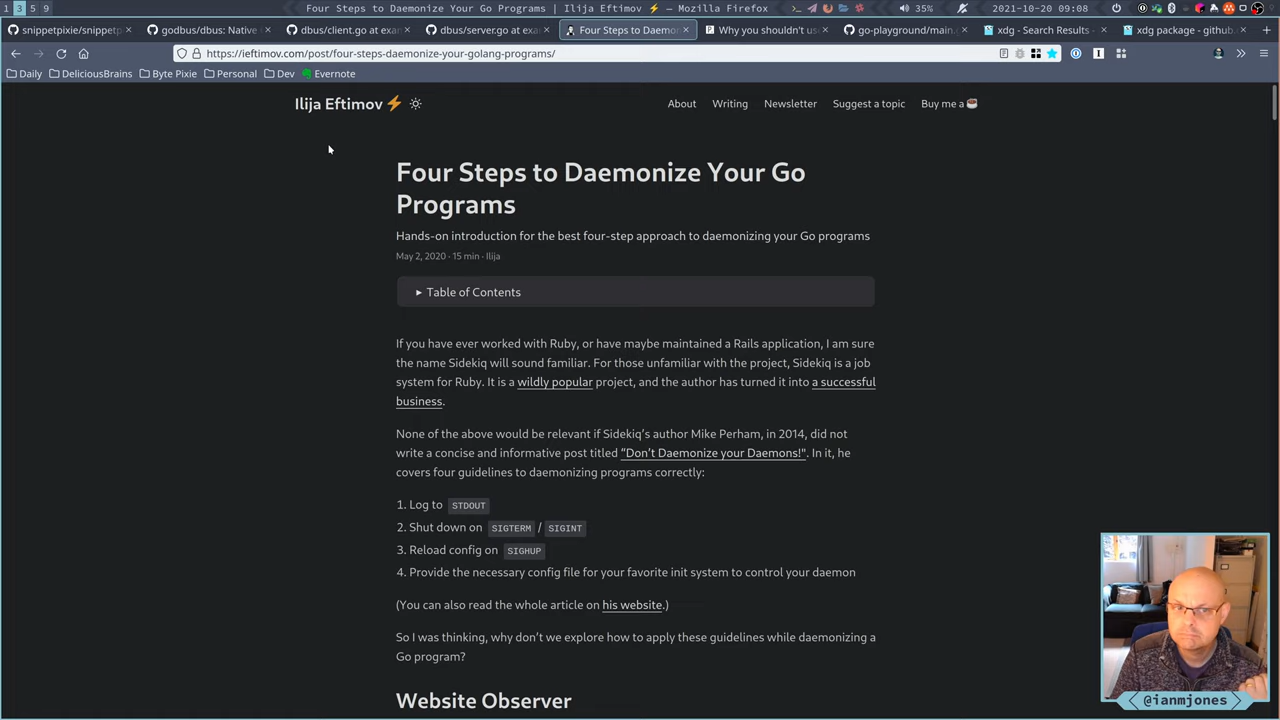 1 3 5 9
Four Steps to Daemonize Your Go Programs | Ilija Eftimov ⚡ — Mozilla Firefox
35%
2021-10-20 09:08
snippetpixie/snippetpi
godbus/dbus: Native
dbus/client.go at exan
dbus/server.go at exa
Four Steps to Daemon
Why you shouldn't us
go-playground/main.
xdg - Search Results
xdg package - github.
https://ieftimov.com/post/four-steps-daemonize-your-golang-programs/
Daily
DeliciousBrains
Byte Pixie
Personal
Dev
Evernote
Ilija Eftimov ⚡
About
Writing
Newsletter
Suggest a topic
Buy me a ☕
Four Steps to Daemonize Your Go
Programs
Hands-on introduction for the best four-step approach to daemonizing your Go programs
May 2, 2020 · 15 min · Ilija
▸ Table of Contents
If you have ever worked with Ruby, or have maybe maintained a Rails application, I am sure
the name Sidekiq will sound familiar. For those unfamiliar with the project, Sidekiq is a job
system for Ruby. It is a wildly popular project, and the author has turned it into a successful
business.
None of the above would be relevant if Sidekiq's author Mike Perham, in 2014, did not
write a concise and informative post titled "Don't Daemonize your Daemons!". In it, he
covers four guidelines to daemonizing programs correctly:
1. Log to STDOUT
2. Shut down on SIGTERM / SIGINT
3. Reload config on SIGHUP
4. Provide the necessary config file for your favorite init system to control your daemon
(You can also read the whole article on his website.)
So I was thinking, why don't we explore how to apply these guidelines while daemonizing a
Go program?
Website Observer
@ianmjones